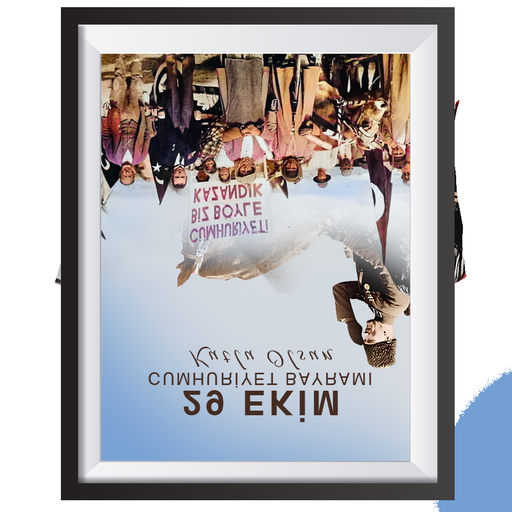 29 EKİM
CUMHURİYET BAYRAMI
Kutlu Olsun
CUMHURİYETİ
BİZ BÖYLE
KAZANDIK